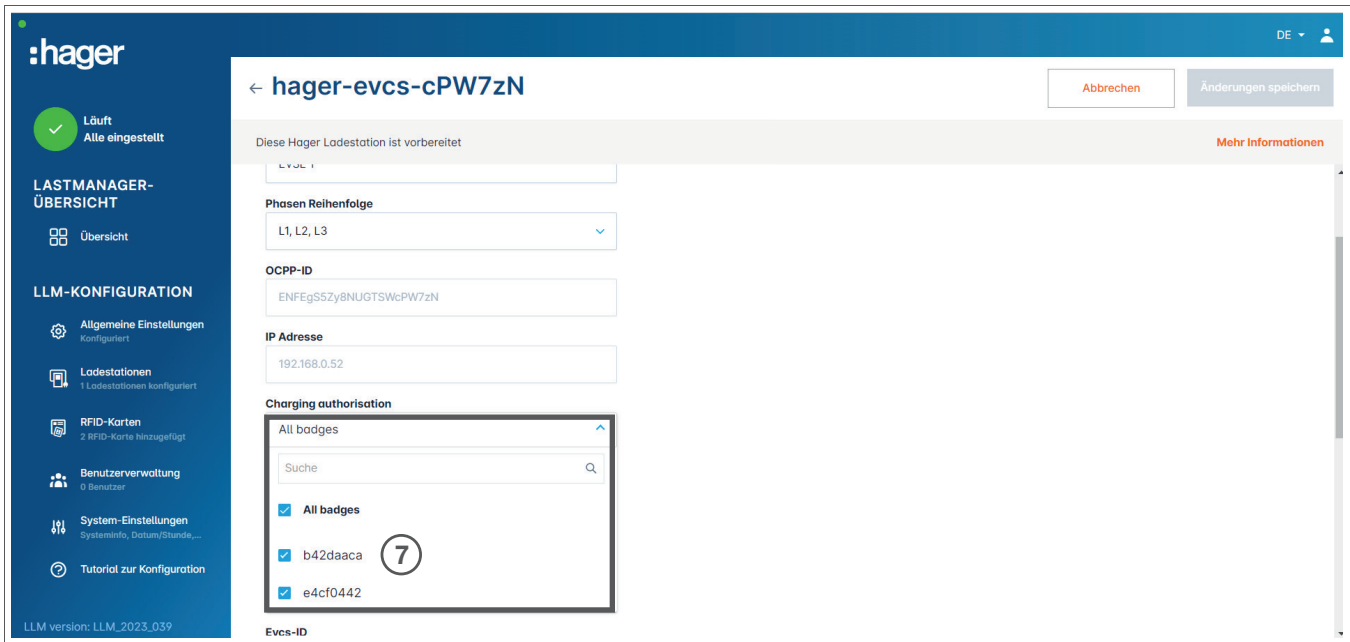 :hager
DE
← hager-evcs-cPW7zN
Abbrechen
Änderungen speichern
Läuft
Alle eingestellt
Diese Hager Ladestation ist vorbereitet
Mehr Informationen
LASTMANAGER-
ÜBERSICHT
Übersicht
LLM-KONFIGURATION
Allgemeine Einstellungen
Konfiguriert
Ladestationen
1 Ladestationen konfiguriert
RFID-Karten
2 RFID-Karte hinzugefügt
Benutzerverwaltung
0 Benutzer
System-Einstellungen
Systeminfo, Datum/Stunde,...
Tutorial zur Konfiguration
LLM version: LLM_2023_039
Phasen Reihenfolge
L1, L2, L3
OCPP-ID
ENFEgS5Zy8NUGTSWcPW7zN
IP Adresse
192.168.0.52
Charging authorisation
All badges
Suche
All badges
b42daaca
7
e4cf0442
Evcs-ID